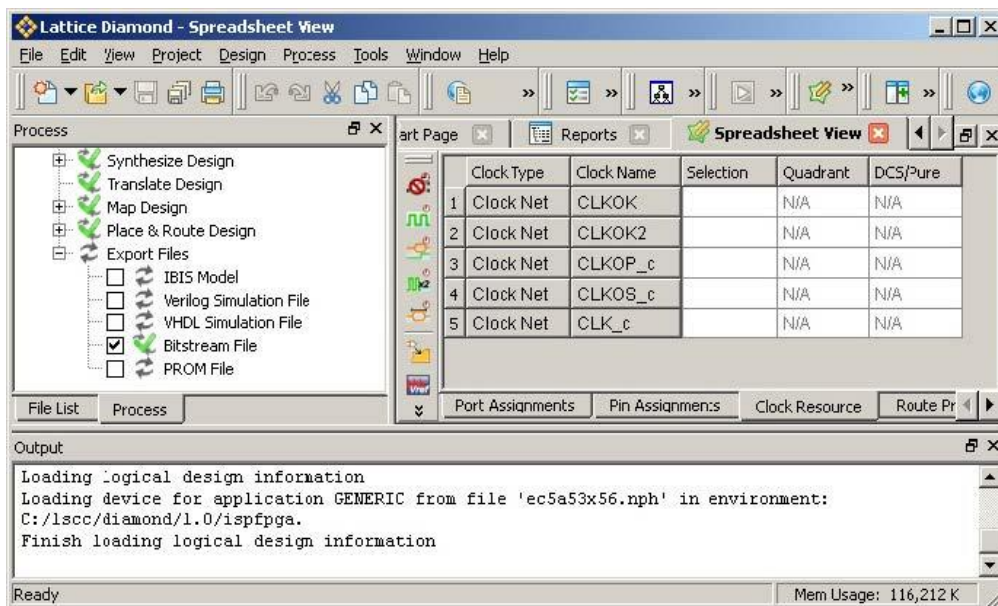 Lattice Diamond - Spreadsheet View
File Edit View Project Design Process Tools Window Help
Process
art Page Reports Spreadsheet View
Synthesize Design
Translate Design
Map Design
Place & Route Design
Export Files
IBIS Model
Verilog Simulation File
VHDL Simulation File
Bitstream File
PROM File
File List Process
Clock Type Clock Name Selection Quadrant DCS/Pure
1 Clock Net CLKOK N/A N/A
2 Clock Net CLKOK2 N/A N/A
3 Clock Net CLKOP_c N/A N/A
4 Clock Net CLKOS_c N/A N/A
5 Clock Net CLK_c N/A N/A
Port Assignments Pin Assignments Clock Resource Route Pr
Output
Loading logical design information
Loading device for application GENERIC from file 'ec5a53x56.nph' in environment:
C:/lscc/diamond/1.0/ispfpga.
Finish loading logical design information
Ready Mem Usage: 116,212 K